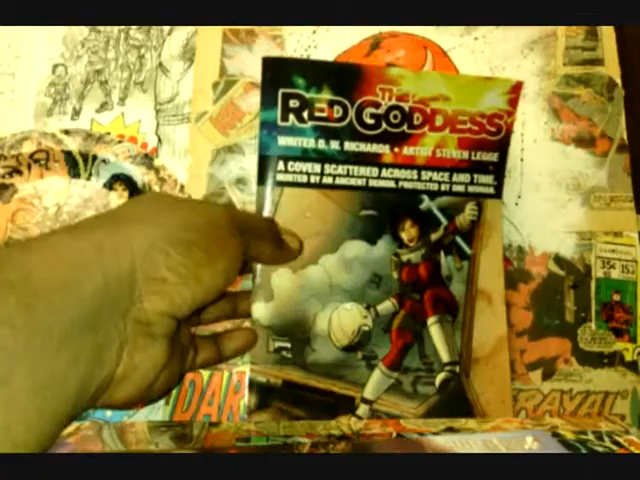 The
RED GODDESS
WRITER D. W. RICHARDS • ARTIST STEVEN LEGGE
A COVEN SCATTERED ACROSS SPACE AND TIME
HUNTED BY AN ANCIENT DEMON. PROTECTED BY ONE WOMAN.
35¢ 153
DAR
RAYAL